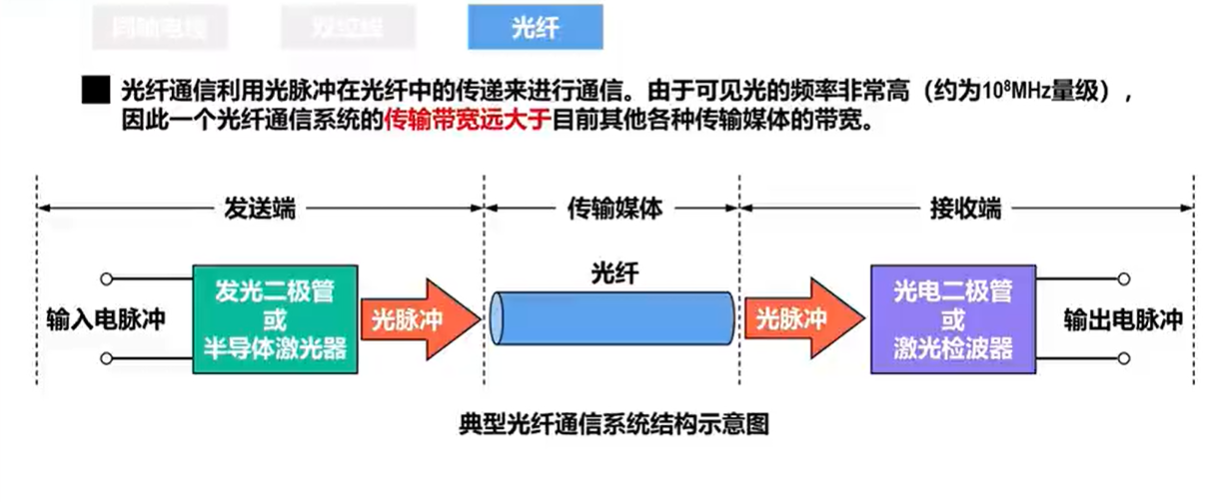 同轴电缆 双绞线 光纤
■ 光纤通信利用光脉冲在光纤中的传递来进行通信。由于可见光的频率非常高（约为10⁸MHz量级），
因此一个光纤通信系统的传输带宽远大于目前其他各种传输媒体的带宽。
发送端 传输媒体 接收端
光纤
输入电脉冲
发光二极管
或
半导体激光器
光脉冲
光脉冲
光电二极管
或
激光检波器
输出电脉冲
典型光纤通信系统结构示意图